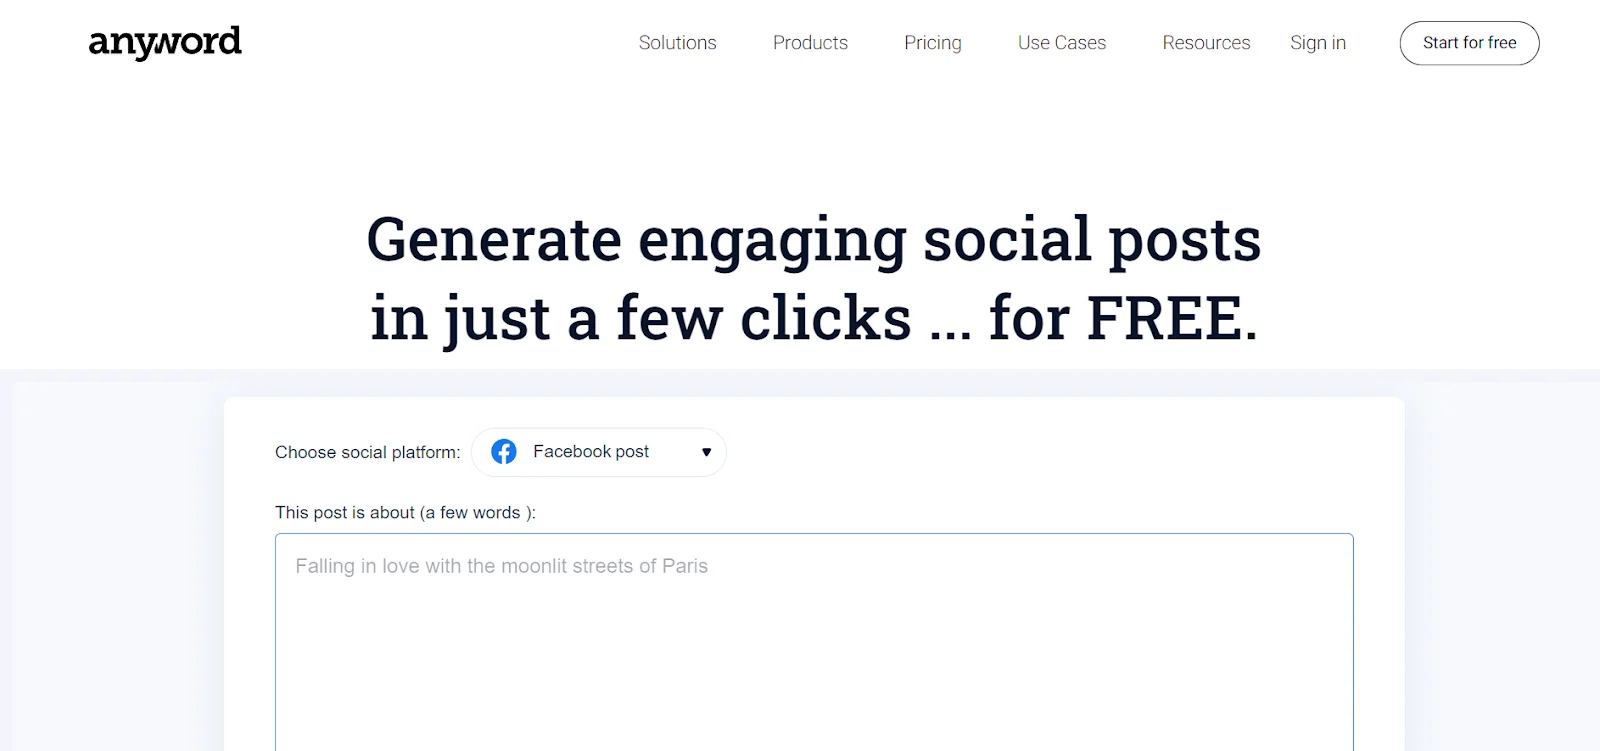 anyword Solutions Products Pricing Use Cases Resources Sign in Start for free
Generate engaging social posts
in just a few clicks ... for FREE.
Choose social platform: Facebook post
This post is about (a few words ):
Falling in love with the moonlit streets of Paris